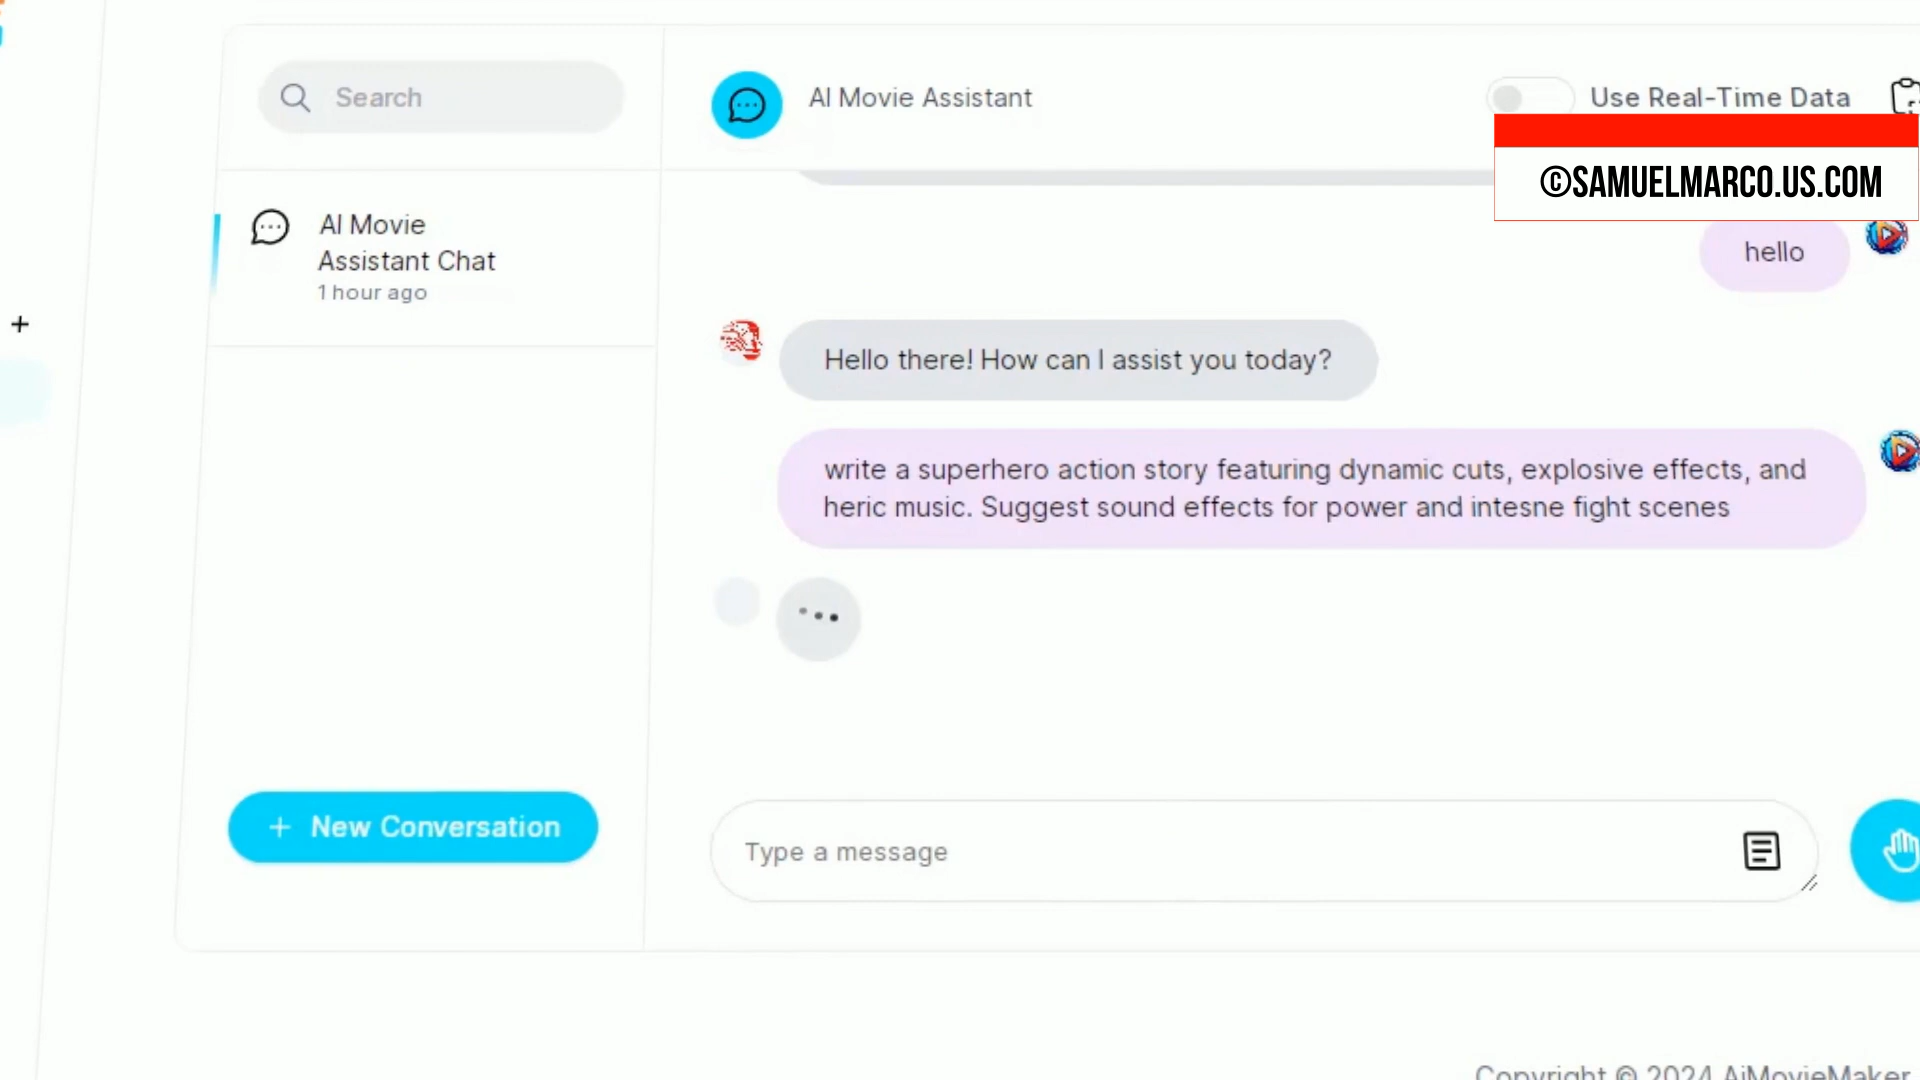 Search
AI Movie Assistant
Use Real-Time Data
©SAMUELMARCO.US.COM
AI Movie
Assistant Chat
1 hour ago
hello
Hello there! How can I assist you today?
write a superhero action story featuring dynamic cuts, explosive effects, and
heric music. Suggest sound effects for power and intesne fight scenes
+ New Conversation
Type a message
Copyright © 2024 AiMovieMaker